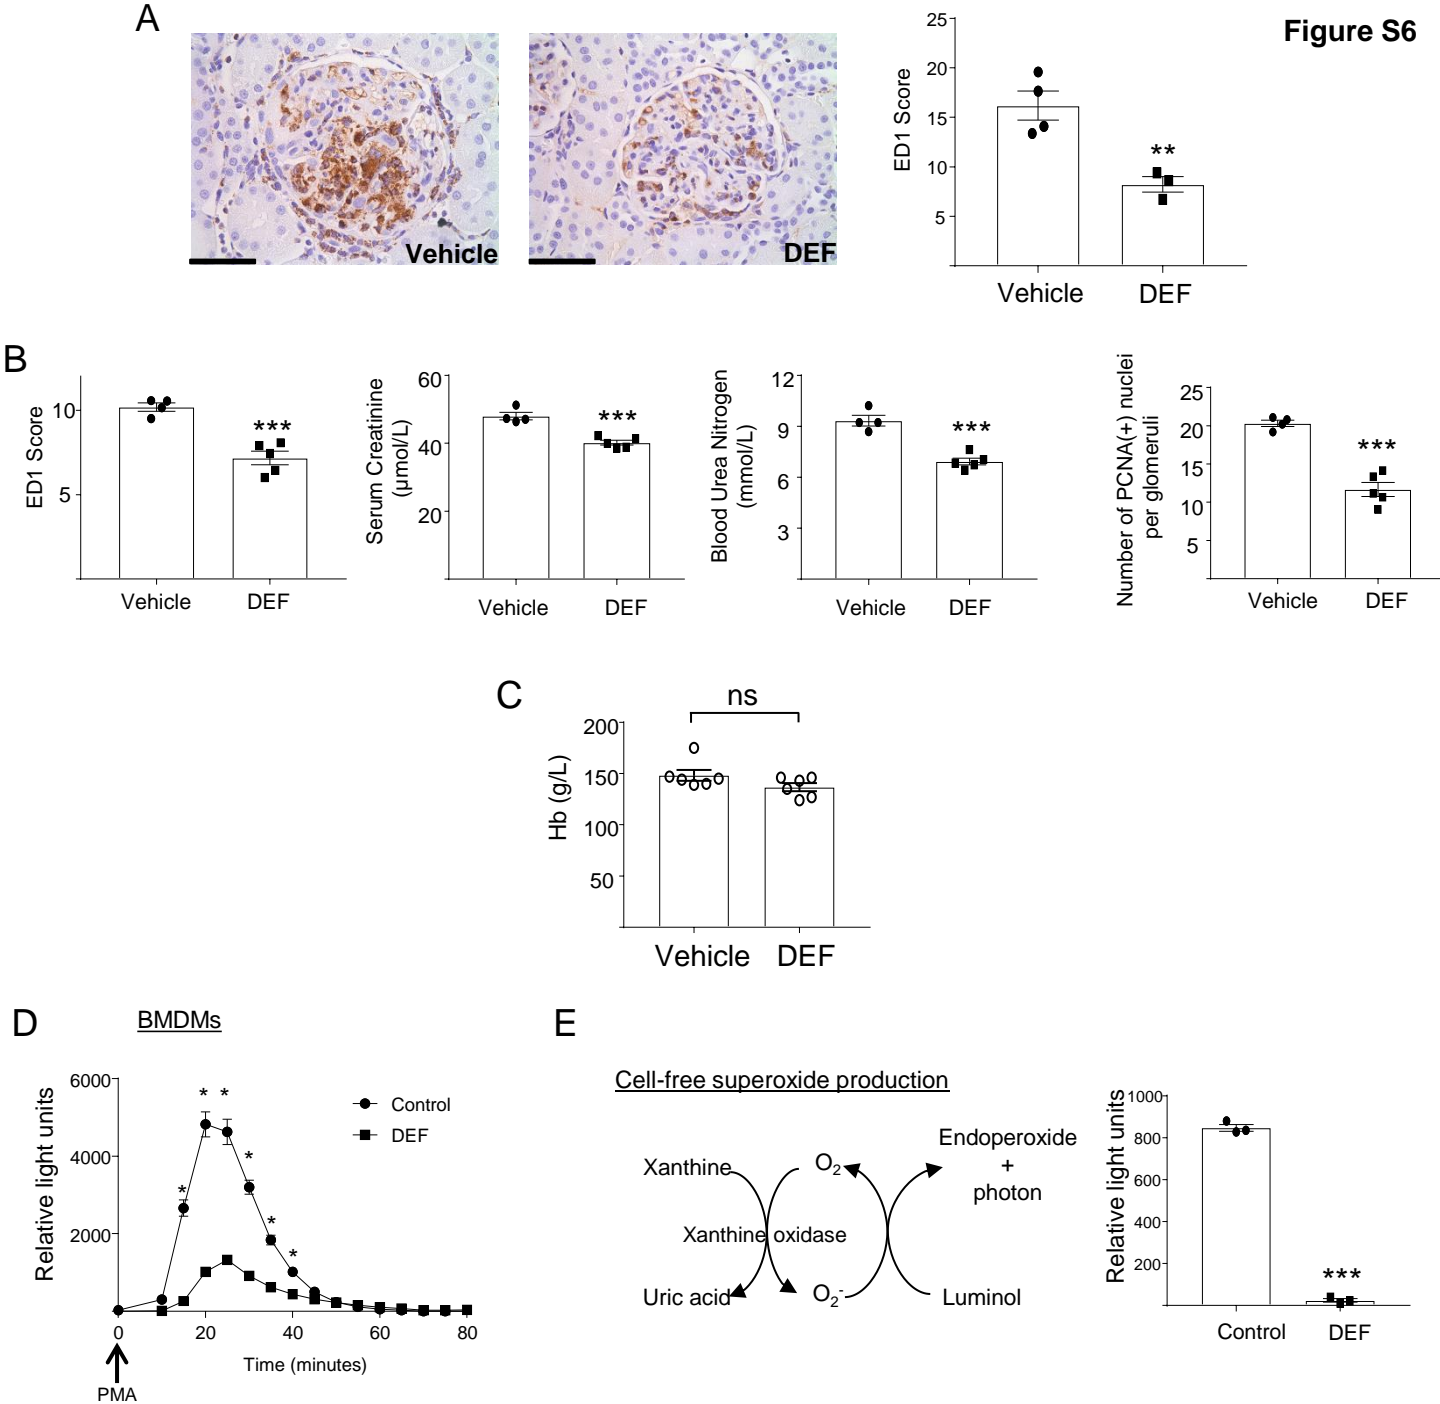 Figure S6
A
Vehicle
DEF
ED1 Score
25
20
15
10
5
**
Vehicle
DEF
B
ED1 Score
10
5
***
Vehicle
DEF
Serum Creatinine
(µmol/L)
60
40
20
***
Vehicle
DEF
Blood Urea Nitrogen
(mmol/L)
12
9
6
3
***
Vehicle
DEF
Number of PCNA(+) nuclei
per glomeruli
25
20
15
10
5
***
Vehicle
DEF
C
ns
Hb (g/L)
200
150
100
50
Vehicle
DEF
D
BMDMs
Relative light units
6000
4000
2000
* *
*
*
*
*
Control
DEF
0 20 40 60 80
Time (minutes)
PMA
E
Cell-free superoxide production
Xanthine
O2
Endoperoxide
+
photon
Xanthine oxidase
Uric acid
O2-
Luminol
Relative light units
1000
800
600
400
200
***
Control
DEF